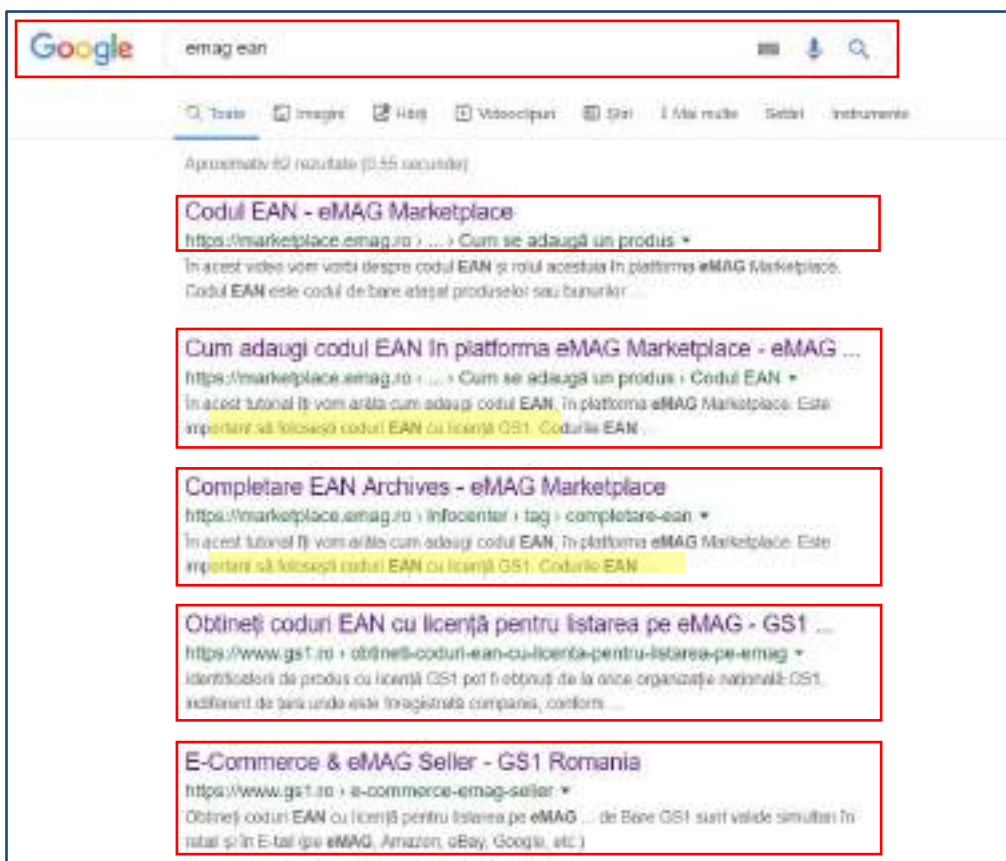 Google emag ean
Toate Imagini Hărți Videoclipuri Știri Mai multe Setări Instrumente
Aproximativ 62 rezultate (0,55 secunde)
Codul EAN - eMAG Marketplace
https://marketplace.emag.ro › ... › Cum se adaugă un produs
În acest video vom vorbi despre codul EAN și rolul acestuia în platforma eMAG Marketplace.
Codul EAN este codul de bare atașat produselor sau bunurilor ...
Cum adaugi codul EAN în platforma eMAG Marketplace - eMAG ...
https://marketplace.emag.ro › ... › Cum se adaugă un produs › Codul EAN
În acest tutorial îți vom arăta cum adaugi codul EAN, în platforma eMAG Marketplace. Este
important să folosești coduri EAN cu licență GS1. Codurile EAN ...
Completare EAN Archives - eMAG Marketplace
https://marketplace.emag.ro › infocenter › tag › completare-ean
În acest tutorial îți vom arăta cum adaugi codul EAN, în platforma eMAG Marketplace. Este
important să folosești coduri EAN cu licență GS1. Codurile EAN ...
Obtineți coduri EAN cu licență pentru listarea pe eMAG - GS1 ...
https://www.gs1.ro › obtineti-coduri-ean-cu-licenta-pentru-listarea-pe-emag
Identificatorii de produs cu licență GS1 pot fi obținuți de la orice organizație națională GS1,
indiferent de țara unde este înregistrată compania, conform ...
E-Commerce & eMAG Seller - GS1 Romania
https://www.gs1.ro › e-commerce-emag-seller
Obtineți coduri EAN cu licență pentru listarea pe eMAG ... de Bare GS1 sunt valide simultan în
retail și în E-tail (pe eMAG, Amazon, eBay, Google, etc.)